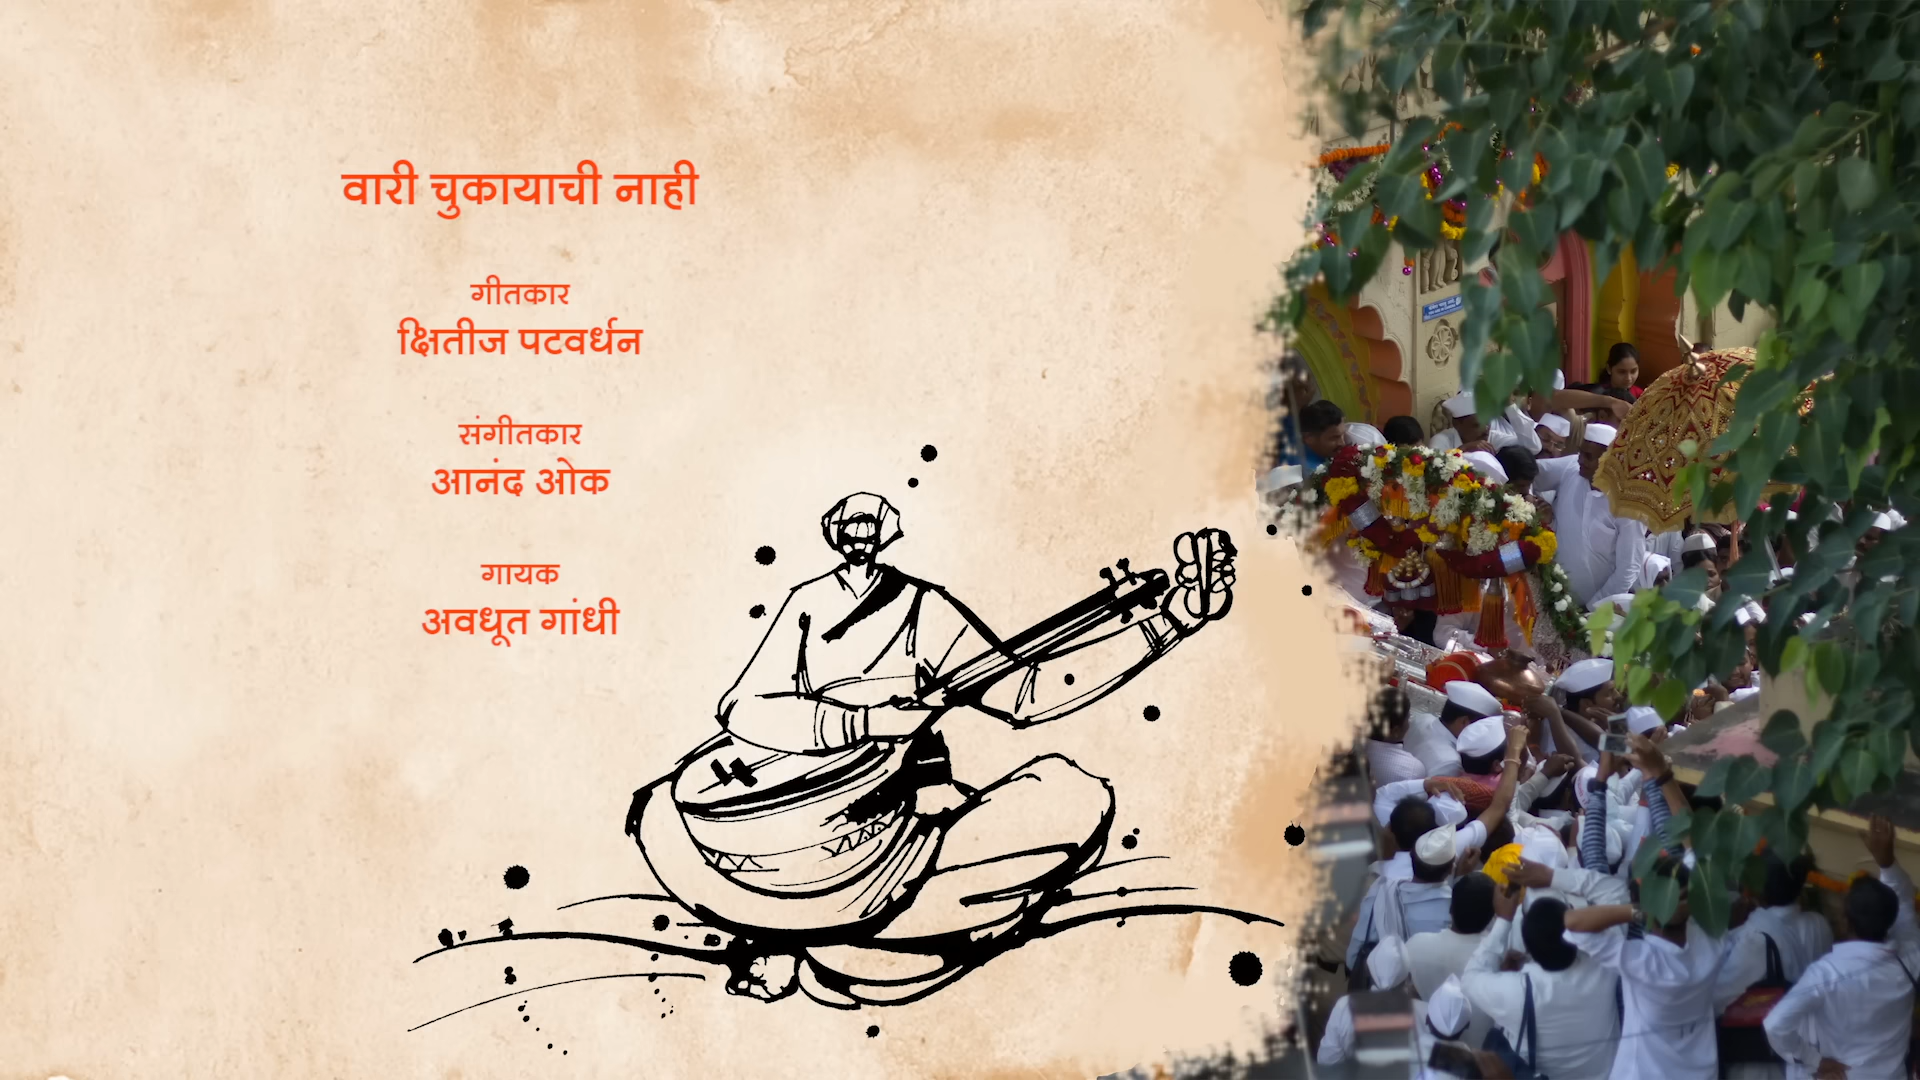 वारी चुकायाची नाही
गीतकार
क्षितीज पटवर्धन
संगीतकार
आनंद ओक
गायक
अवधूत गांधी